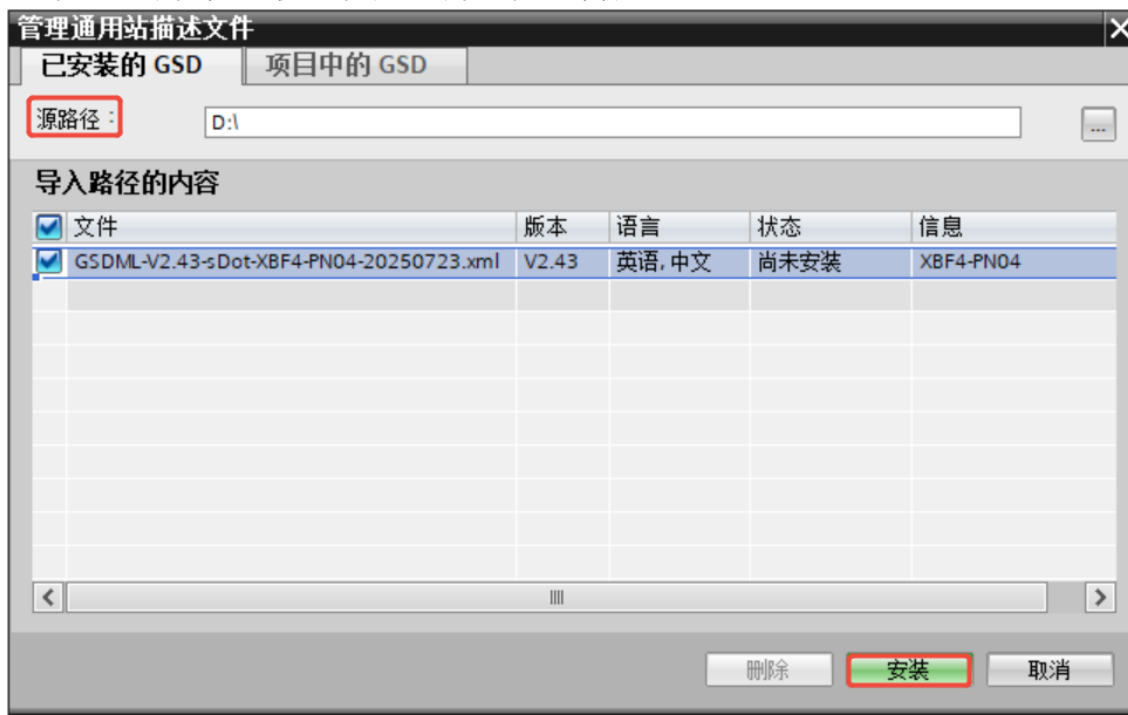 管理通用站描述文件
已安装的 GSD 项目中的 GSD
源路径： D:\ ...
导入路径的内容
文件 版本 语言 状态 信息
GSDML-V2.43-sDot-XBF4-PN04-20250723.xml V2.43 英语, 中文 尚未安装 XBF4-PN04
删除 安装 取消